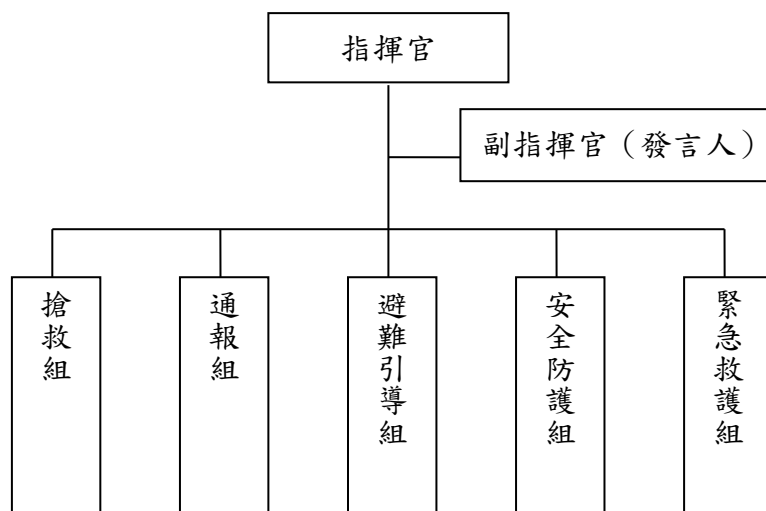 指揮官
副指揮官（發言人）
搶救組
通報組
避難引導組
安全防護組
緊急救護組